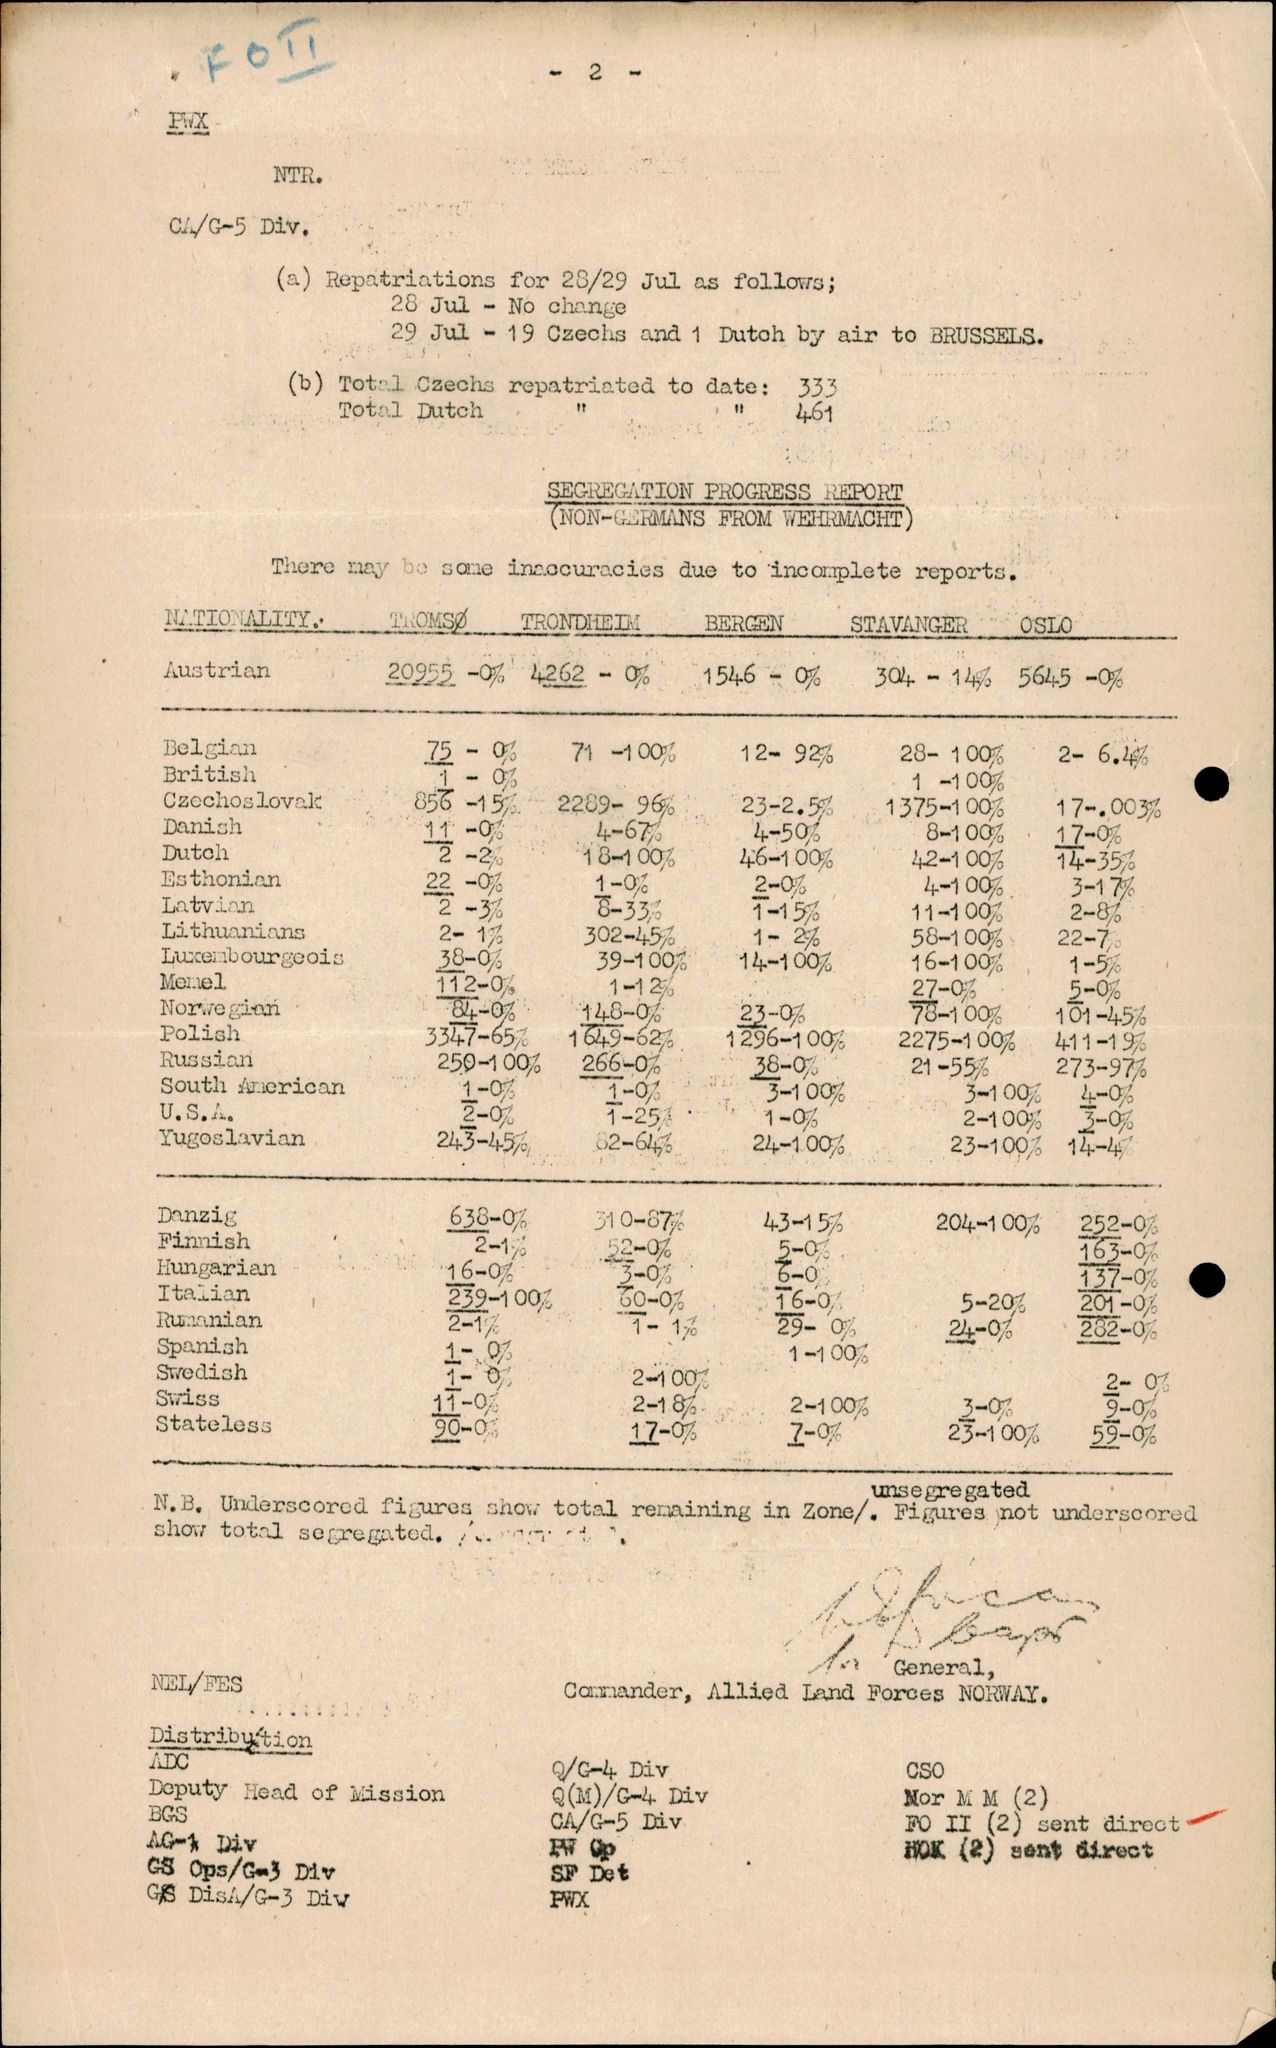 FO II
- 2 -
PWX
NTR.
CA/G-5 Div.
(a) Repatriations for 28/29 Jul as follows;
28 Jul - No change
29 Jul - 19 Czechs and 1 Dutch by air to BRUSSELS.
(b) Total Czechs repatriated to date: 333
Total Dutch " " 461
SEGREGATION PROGRESS REPORT
(NON-GERMANS FROM WEHRMACHT)
There may be some inaccuracies due to incomplete reports.
NATIONALITY. TROMSØ TRONDHEIM BERGEN STAVANGER OSLO
Austrian 20955 -0% 4262 - 0% 1546 - 0% 304 - 14% 5645 -0%
Belgian 75 - 0% 71 -100% 12- 92% 28- 100% 2- 6.4%
British 1 - 0% 1 -100%
Czechoslovak 856 -15% 2289- 96% 23-2.5% 1375-100% 17-.003%
Danish 11 -0% 4-67% 4-50% 8-100% 17-0%
Dutch 2 -2% 18-100% 46-100% 42-100% 14-35%
Esthonian 22 -0% 1-0% 2-0% 4-100% 3-17%
Latvian 2 -3% 8-33% 1-15% 11-100% 2-8%
Lithuanians 2- 1% 302-45% 1- 2% 58-100% 22-7%
Luxembourgeois 38-0% 39-100% 14-100% 16-100% 1-5%
Memel 112-0% 1-12% 27-0% 5-0%
Norwegian 84-0% 148-0% 23-0% 78-100% 101-45%
Polish 3347-65% 1649-62% 1296-100% 2275-100% 411-19%
Russian 250-100% 266-0% 38-0% 21-55% 273-97%
South American 1-0% 1-0% 3-100% 3-100% 4-0%
U.S.A. 2-0% 1-25% 1-0% 2-100% 3-0%
Yugoslavian 243-45% 82-64% 24-100% 23-100% 14-4%
Danzig 638-0% 310-87% 43-15% 204-100% 252-0%
Finnish 2-1% 52-0% 5-0% 163-0%
Hungarian 16-0% 3-0% 6-0% 137-0%
Italian 239-100% 60-0% 16-0% 5-20% 201-0%
Rumanian 2-1% 1- 1% 29- 0% 24-0% 282-0%
Spanish 1- 0% 1-100%
Swedish 1- 0% 2-100% 2- 0%
Swiss 11-0% 2-18% 2-100% 3-0% 9-0%
Stateless 90-0% 17-0% 7-0% 23-100% 59-0%
unsegregated
N.B. Underscored figures show total remaining in Zone/. Figures not underscored
show total segregated.
Capt
for General,
NEL/FES Commander, Allied Land Forces NORWAY.
Distribution
ADC Q/G-4 Div CSO
Deputy Head of Mission Q(M)/G-4 Div Nor M M (2)
BGS CA/G-5 Div FO II (2) sent direct
AG-1 Div PW Gp HOK (2) sent direct
GS Ops/G-3 Div SF Det
GS DisA/G-3 Div PWX